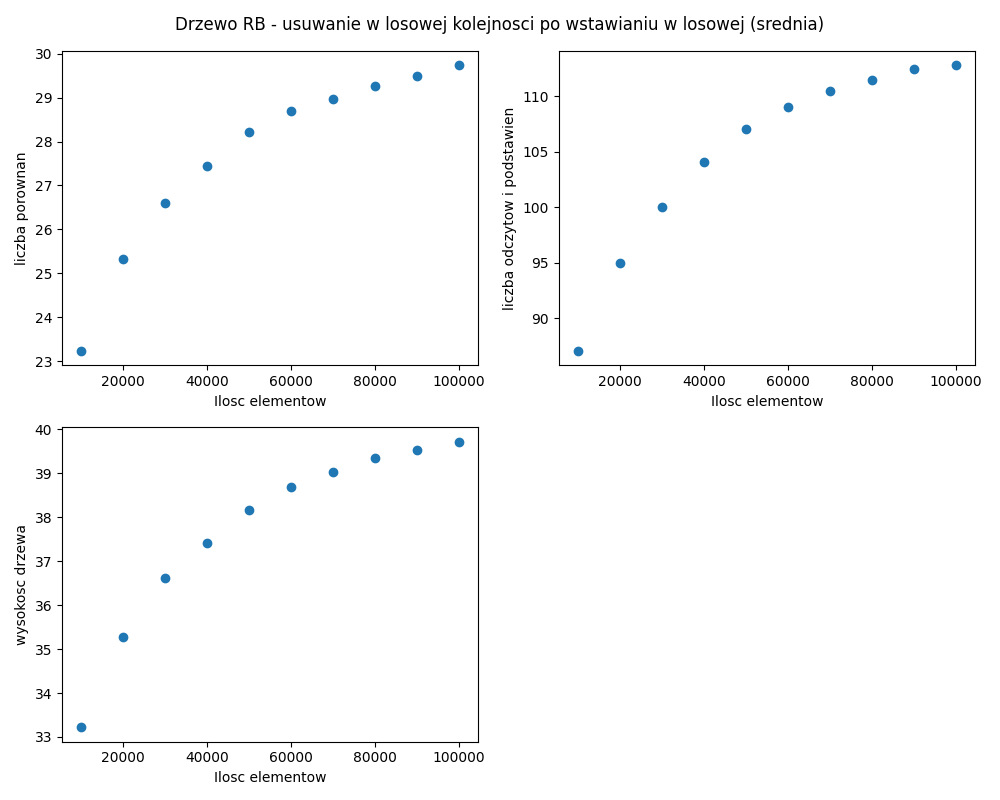 Drzewo RB - usuwanie w losowej kolejnosci po wstawianiu w losowej (srednia)
30
29
28
27
26
25
24
23
liczba porownan
20000 40000 60000 80000 100000
Ilosc elementow
110
105
100
95
90
liczba odczytow i podstawien
20000 40000 60000 80000 100000
Ilosc elementow
40
39
38
37
36
35
34
33
wysokosc drzewa
20000 40000 60000 80000 100000
Ilosc elementow